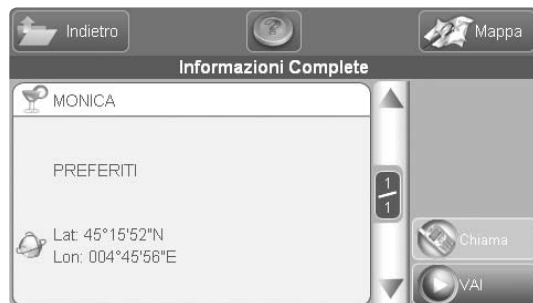 Indietro
?
Mappa
Informazioni Complete
MONICA
PREFERITI
1
1
Lat: 45°15'52"N
Lon: 004°45'56"E
Chiama
VAI